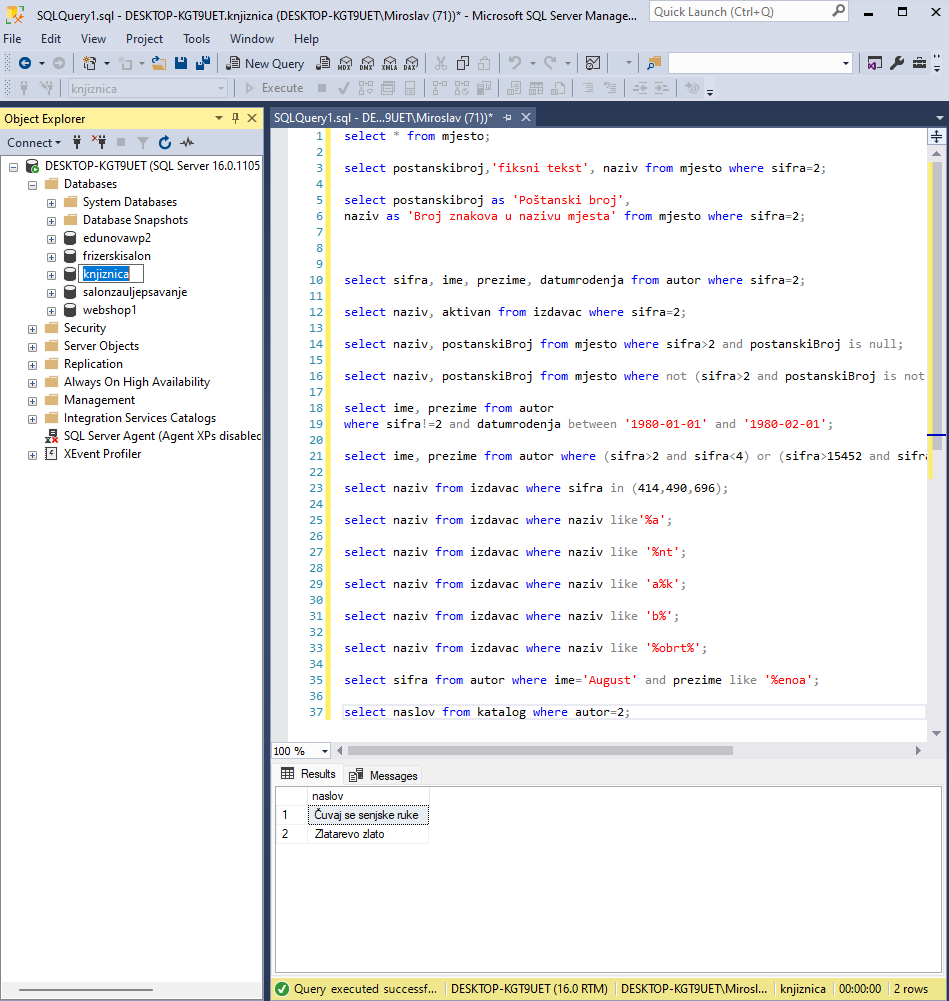 SQLQuery1.sql - DESKTOP-KGT9UET.knjiznica (DESKTOP-KGT9UET\Miroslav (71))* - Microsoft SQL Server Manage...
Quick Launch (Ctrl+Q)
File Edit View Project Tools Window Help
New Query MDX DMX XMLA DAX
knjiznica Execute
Object Explorer
Connect
DESKTOP-KGT9UET (SQL Server 16.0.1105
Databases
System Databases
Database Snapshots
edunovawp2
frizerskisalon
knjiznica
salonzauljepsavanje
webshop1
Security
Server Objects
Replication
Always On High Availability
Management
Integration Services Catalogs
SQL Server Agent (Agent XPs disabled
XEvent Profiler
SQLQuery1.sql - DE...9UET\Miroslav (71))*
1 select * from mjesto;
2
3 select postanskibroj,'fiksni tekst', naziv from mjesto where sifra=2;
4
5 select postanskibroj as 'Poštanski broj',
6 naziv as 'Broj znakova u nazivu mjesta' from mjesto where sifra=2;
7
8
9
10 select sifra, ime, prezime, datumrodenja from autor where sifra=2;
11
12 select naziv, aktivan from izdavac where sifra=2;
13
14 select naziv, postanskiBroj from mjesto where sifra>2 and postanskiBroj is null;
15
16 select naziv, postanskiBroj from mjesto where not (sifra>2 and postanskiBroj is not
17
18 select ime, prezime from autor
19 where sifra!=2 and datumrodenja between '1980-01-01' and '1980-02-01';
20
21 select ime, prezime from autor where (sifra>2 and sifra<4) or (sifra>15452 and sifra
22
23 select naziv from izdavac where sifra in (414,490,696);
24
25 select naziv from izdavac where naziv like'%a';
26
27 select naziv from izdavac where naziv like '%nt';
28
29 select naziv from izdavac where naziv like 'a%k';
30
31 select naziv from izdavac where naziv like 'b%';
32
33 select naziv from izdavac where naziv like '%obrt%';
34
35 select sifra from autor where ime='August' and prezime like '%enoa';
36
37 select naslov from katalog where autor=2;
100 %
Results Messages
naslov
1 Čuvaj se senjske ruke
2 Zlatarevo zlato
Query executed successf... DESKTOP-KGT9UET (16.0 RTM) DESKTOP-KGT9UET\Mirosl... knjiznica 00:00:00 2 rows